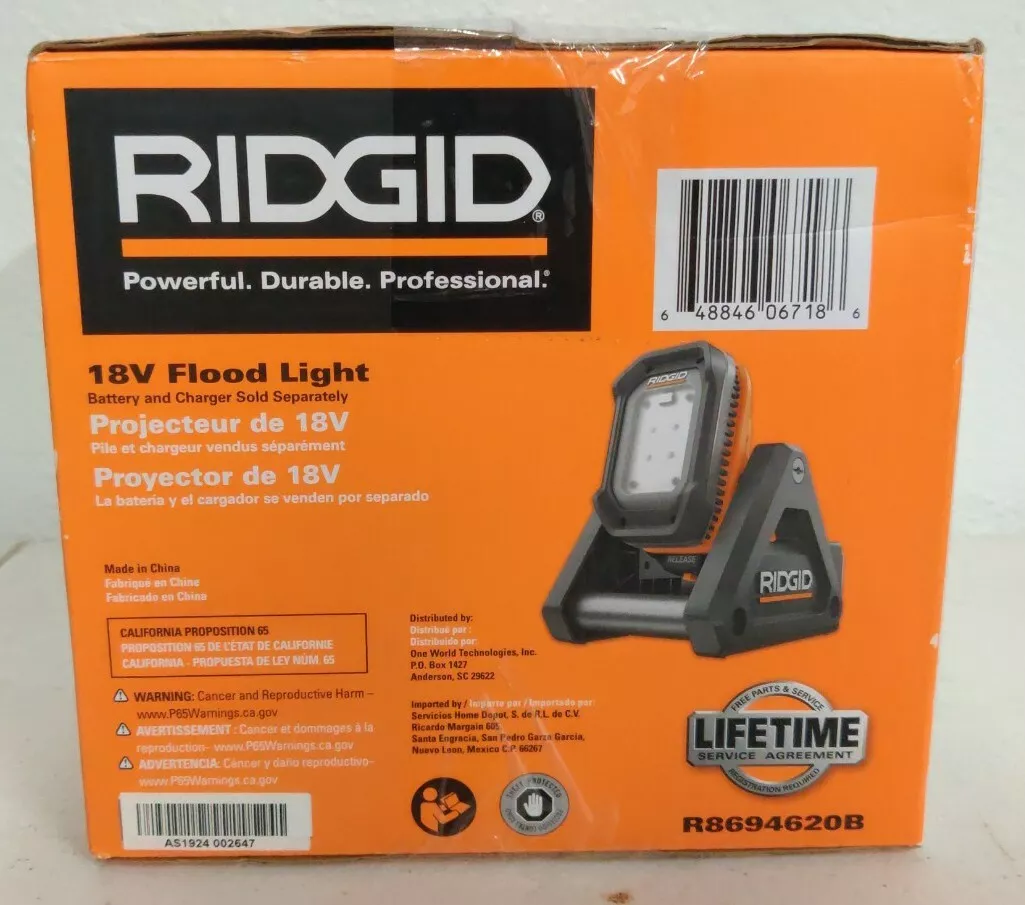 RIDGID®
Powerful. Durable. Professional.®
6 48846 06718 6
18V Flood Light
Battery and Charger Sold Separately
Projecteur de 18V
Pile et chargeur vendus séparément
Proyector de 18V
La batería y el cargador se venden por separado
RIDGID
RELEASE
RIDGID
Made in China
Fabriqué en Chine
Fabricado en China
CALIFORNIA PROPOSITION 65
PROPOSITION 65 DE L'ÉTAT DE CALIFORNIE
CALIFORNIA - PROPUESTA DE LEY NÚM. 65
WARNING: Cancer and Reproductive Harm –
www.P65Warnings.ca.gov
AVERTISSEMENT : Cancer et dommages à la
reproduction- www.P65Warnings.ca.gov
ADVERTENCIA: Cáncer y daño reproductivo–
www.P65Warnings.ca.gov
AS1924 002647
Distributed by:
Distribué par :
Distribuido por:
One World Technologies, Inc.
P.O. Box 1427
Anderson, SC 29622
Imported by / Importé par / Importado por:
Servicios Home Depot, S. de R.L. de C.V.
Ricardo Margain 605
Santa Engracia, San Pedro Garza Garcia,
Nuevo Leon, Mexico C.P. 66267
THEFT PROTECTED
FREE PARTS & SERVICE
LIFETIME
SERVICE AGREEMENT
REGISTRATION REQUIRED
R8694620B